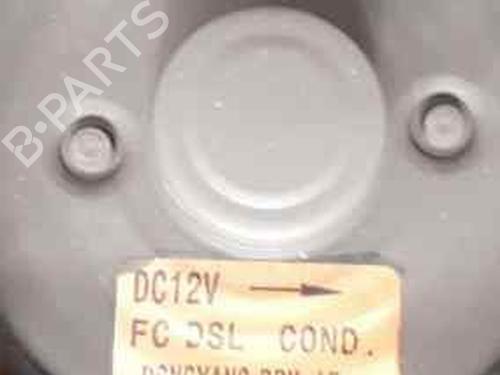 B-PARTS
DC12V →
FC DSL COND.